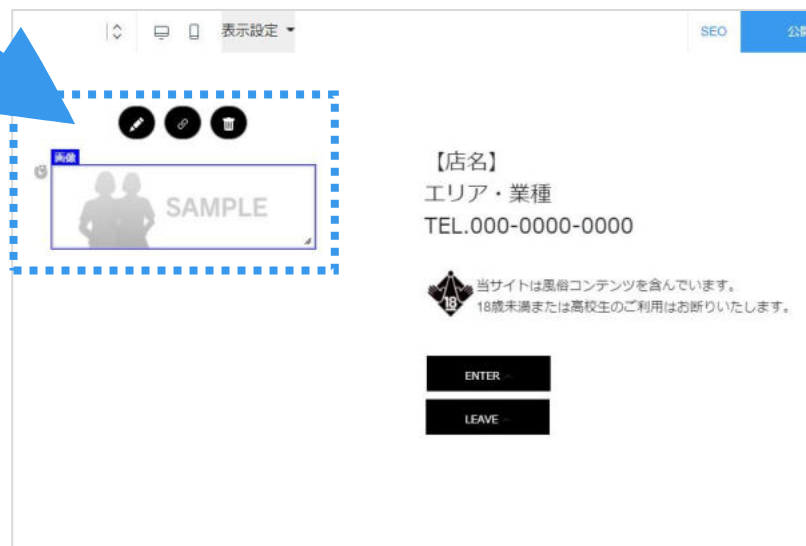 表示設定
SEO
公開
画像
SAMPLE
【店名】
エリア・業種
TEL.000-0000-0000
18
当サイトは風俗コンテンツを含んでいます。
18歳未満または高校生のご利用はお断りいたします。
ENTER
LEAVE